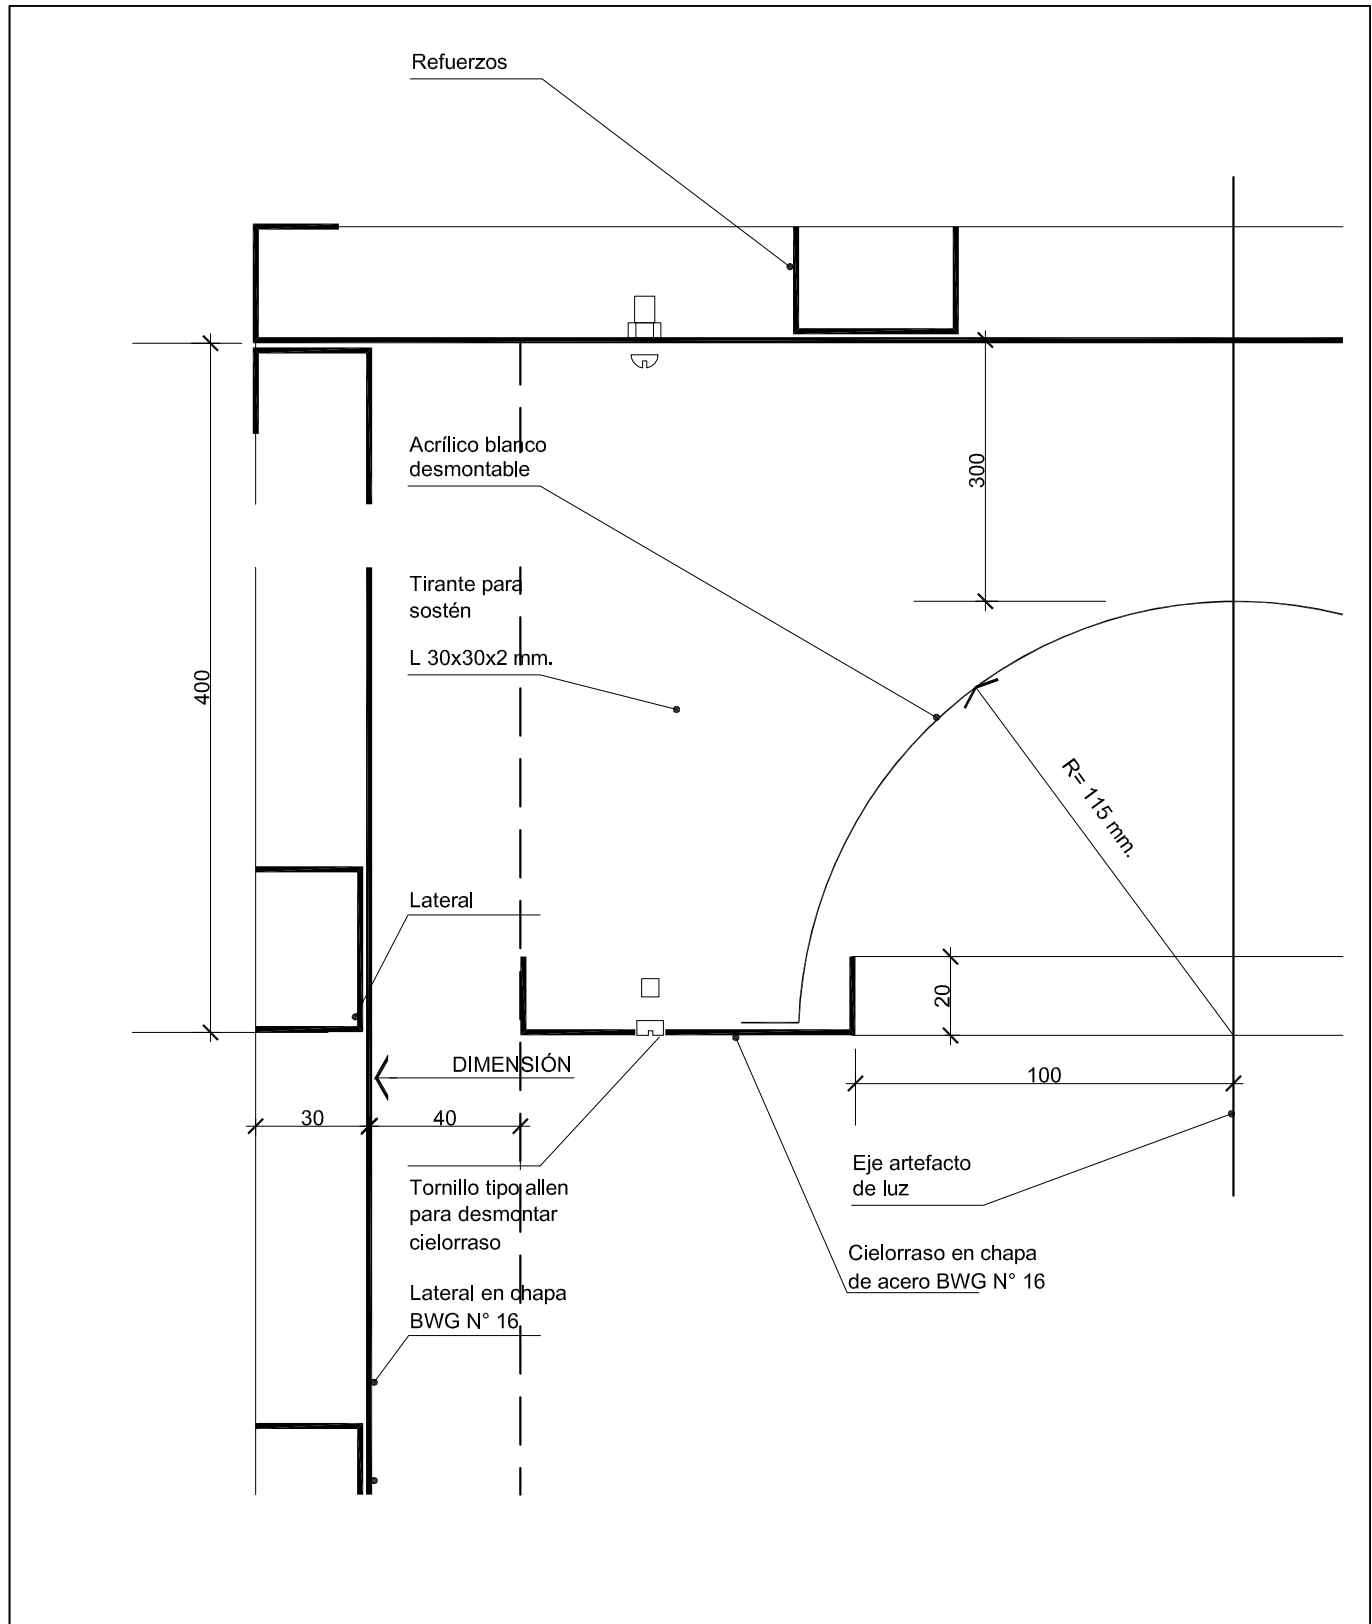 Refuerzos
Acrílico blanco
desmontable
300
Tirante para
sostén
L 30x30x2 mm.
400
R= 115 mm.
Lateral
20
DIMENSIÓN
100
30
40
Eje artefacto
de luz
Tornillo tipo allen
para desmontar
cielorraso
Cielorraso en chapa
de acero BWG N° 16
Lateral en chapa
BWG N° 16